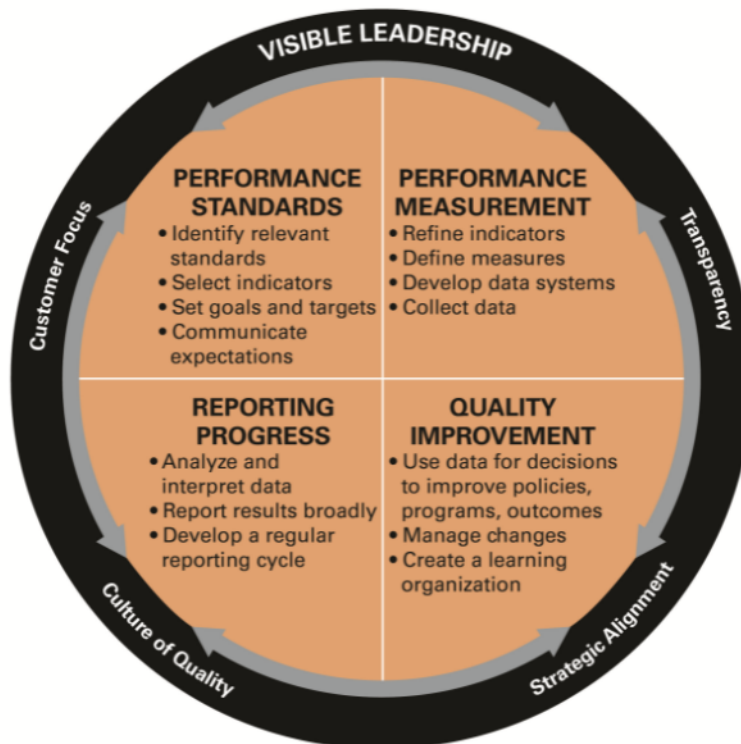 VISIBLE LEADERSHIP
Customer Focus
Transparency
PERFORMANCE
STANDARDS
• Identify relevant
standards
• Select indicators
• Set goals and targets
• Communicate
expectations
PERFORMANCE
MEASUREMENT
• Refine indicators
• Define measures
• Develop data systems
• Collect data
REPORTING
PROGRESS
• Analyze and
interpret data
• Report results broadly
• Develop a regular
reporting cycle
QUALITY
IMPROVEMENT
• Use data for decisions
to improve policies,
programs, outcomes
• Manage changes
• Create a learning
organization
Culture of Quality
Strategic Alignment